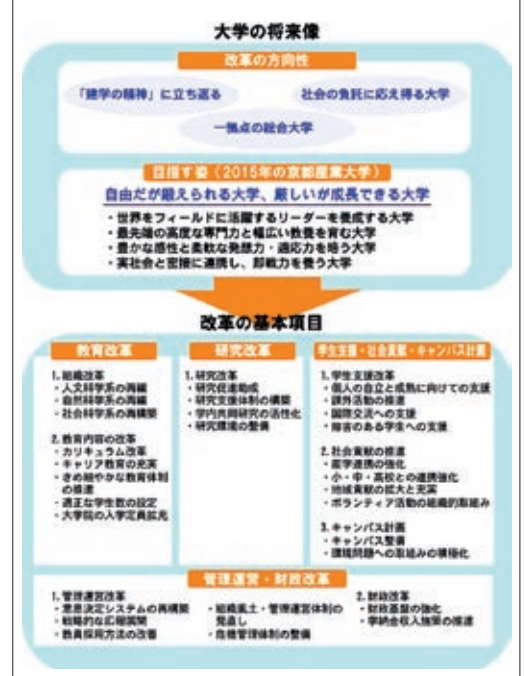 大学の将来像
改革の方向性
「建学の精神」に立ち返る
社会の負託に応え得る大学
一拠点の総合大学
目指す姿(2015年の京都産業大学)
自由だが鍛えられる大学、厳しいが成長できる大学
・世界をフィールドに活躍するリーダーを養成する大学
・最先端の高度な専門力と幅広い教養を育む大学
・豊かな感性と柔軟な発想力・適応力を培う大学
・実社会と密接に連携し、即戦力を養う大学
改革の基本項目
教育改革
1. 組織改革
・人文科学系の再編
・自然科学系の再編
・社会科学系の再構築
2. 教育内容の改革
・カリキュラム改革
・キャリア教育の充実
・きめ細やかな教育体制
の推進
・適正な学生数の設定
・大学院の入学定員拡充
研究改革
1. 研究改革
・研究促進助成
・研究支援体制の構築
・学内共同研究の活性化
・研究環境の整備
学生支援・社会貢献・キャンパス計画
1. 学生支援改革
・個人の自立と成熟に向けての支援
・課外活動の推進
・国際交流への支援
・障害のある学生への支援
2. 社会貢献の推進
・産学連携の強化
・小・中・高校との連携強化
・地域貢献の拡大と充実
・ボランティア活動の組織的取組み
3. キャンパス計画
・キャンパス整備
・環境問題への取組みの積極化
管理運営・財政改革
1. 管理運営改革
・意思決定システムの再構築
・戦略的な広報展開
・教員採用方法の改善
・組織風土・管理運営体制の
見直し
・危機管理体制の整備
2. 財政改革
・財政基盤の強化
・学納金収入施策の推進